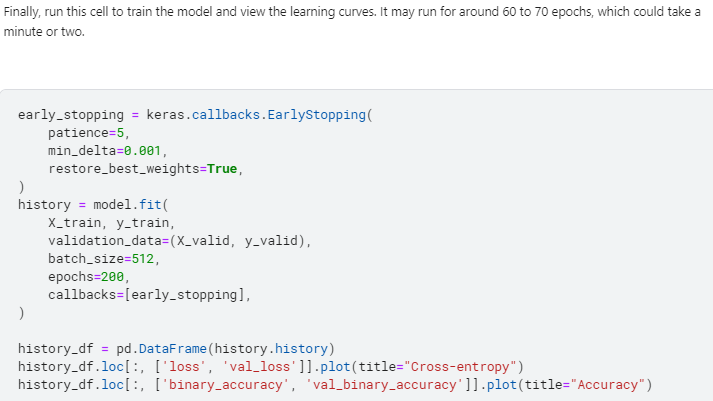 Finally, run this cell to train the model and view the learning curves. It may run for around 60 to 70 epochs, which could take a
minute or two.
early_stopping = keras.callbacks.EarlyStopping(
    patience=5,
    min_delta=0.001,
    restore_best_weights=True,
)
history = model.fit(
    X_train, y_train,
    validation_data=(X_valid, y_valid),
    batch_size=512,
    epochs=200,
    callbacks=[early_stopping],
)
history_df = pd.DataFrame(history.history)
history_df.loc[:, ['loss', 'val_loss']].plot(title="Cross-entropy")
history_df.loc[:, ['binary_accuracy', 'val_binary_accuracy']].plot(title="Accuracy")